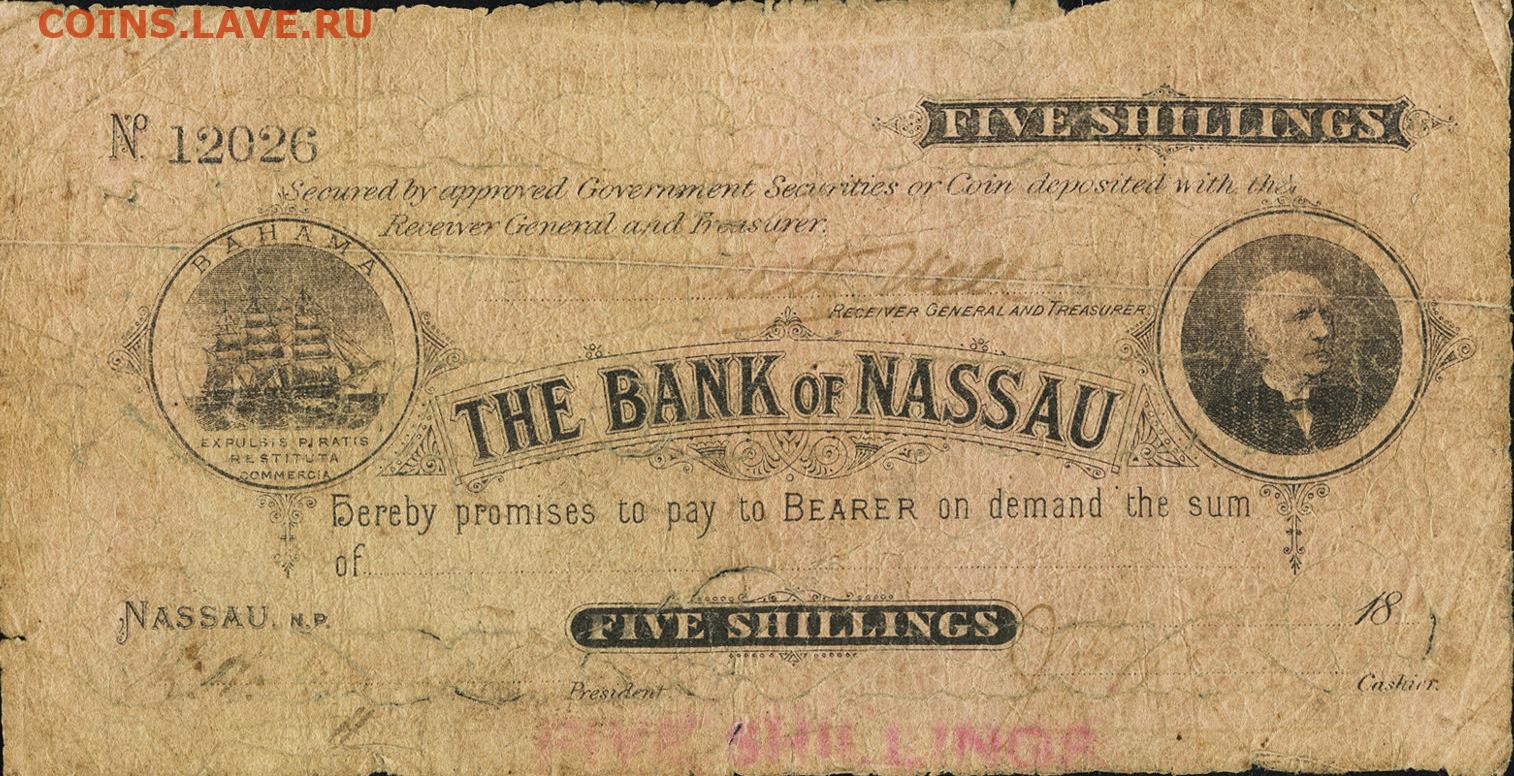 COINS.LAVE.RU
No. 12026
FIVE SHILLINGS
Secured by approved Government Securities or Coin deposited with the
Receiver General and Treasurer.
RECEIVER GENERAL AND TREASURER
BAHAMA
EXPULSIS PIRATIS
RESTITUTA
COMMERCIA
THE BANK OF NASSAU
Hereby promises to pay to BEARER on demand the sum
of
NASSAU. N.P.
FIVE SHILLINGS
18
President
Cashier.
FIVE SHILLINGS